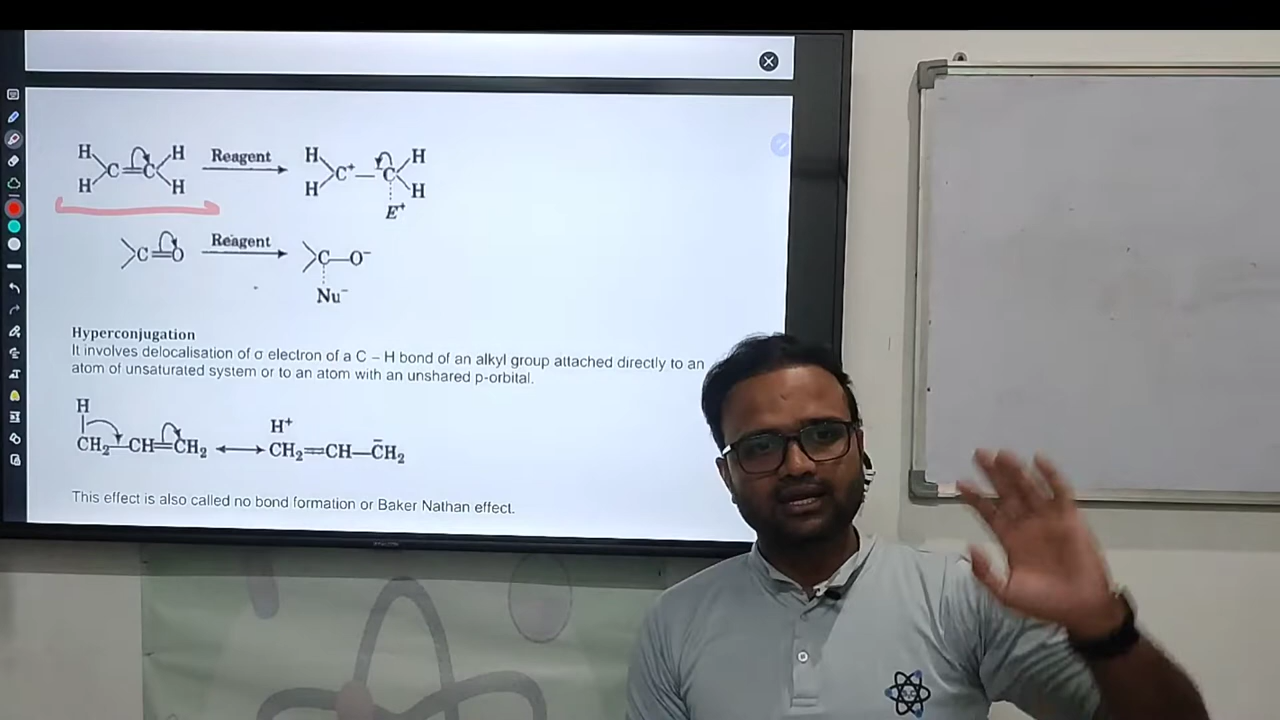 H H Reagent H H
C=C C⁺—C
H H H H
E⁺
>C=O Reagent >C—O⁻
Nu⁻
Hyperconjugation
It involves delocalisation of σ electron of a C – H bond of an alkyl group attached directly to an
atom of unsaturated system or to an atom with an unshared p-orbital.
H H⁺
CH₂—CH=CH₂ ⟷ CH₂=CH—C̄H₂
This effect is also called no bond formation or Baker Nathan effect.